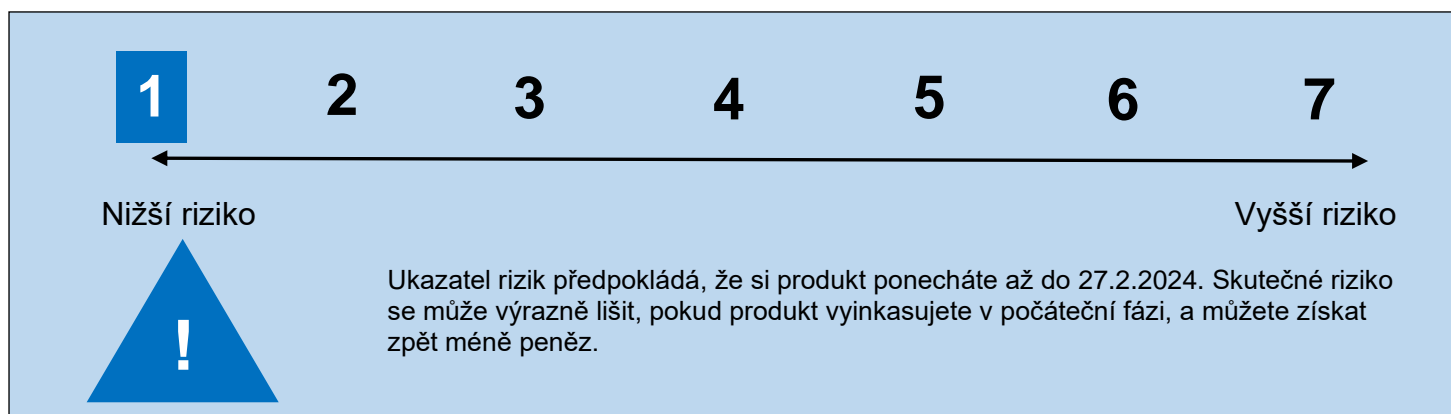 1 2 3 4 5 6 7
Nižší riziko Vyšší riziko
!
Ukazatel rizik předpokládá, že si produkt ponecháte až do 27.2.2024. Skutečné riziko
se může výrazně lišit, pokud produkt vyinkasujete v počáteční fázi, a můžete získat
zpět méně peněz.